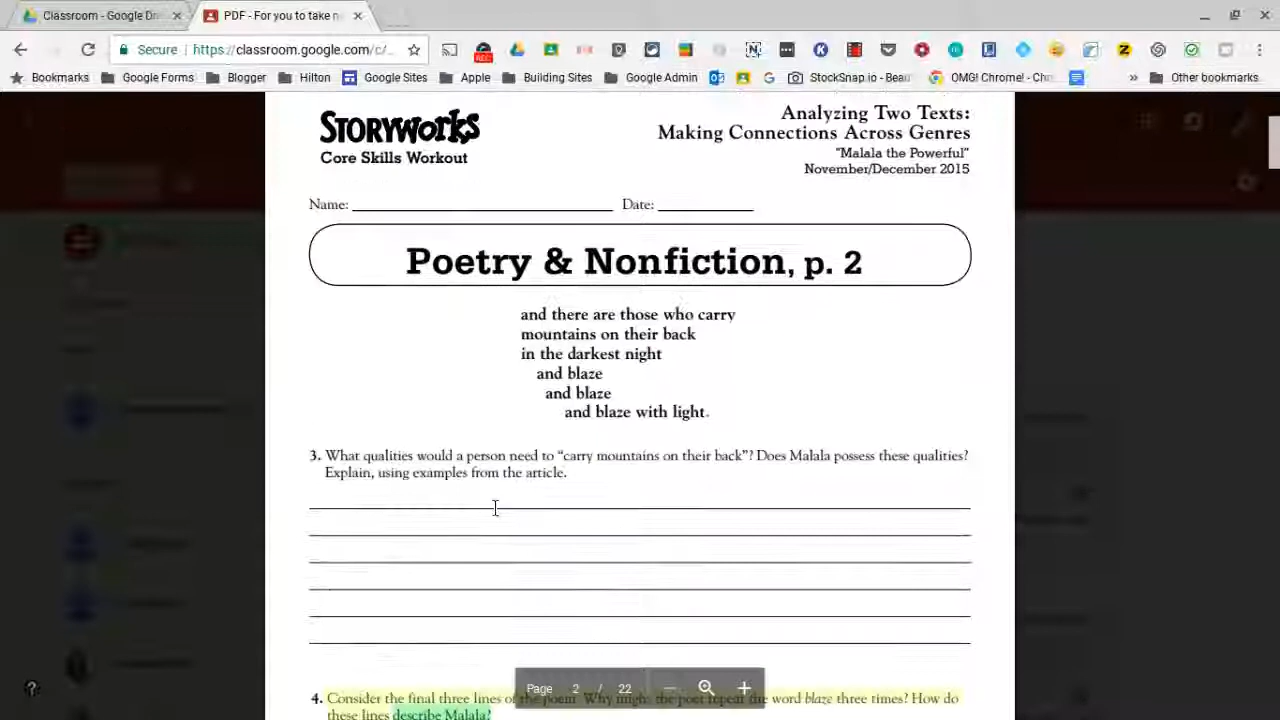 Classroom - Google Dri
PDF - For you to take n
Secure
https://classroom.google.com/c/...
REC
Bookmarks
Google Forms
Blogger
Hilton
Google Sites
Apple
Building Sites
Google Admin
StockSnap.io - Beau
OMG! Chrome! - Chr
»
Other bookmarks
STORYWORKS
Core Skills Workout
Analyzing Two Texts:
Making Connections Across Genres
"Malala the Powerful"
November/December 2015
Name:
Date:
Poetry & Nonfiction, p. 2
and there are those who carry
mountains on their back
in the darkest night
and blaze
and blaze
and blaze with light.
3. What qualities would a person need to "carry mountains on their back"? Does Malala possess these qualities?
Explain, using examples from the article.
4. Consider the final three lines of the poem. Why might the poet repeat the word blaze three times? How do
these lines describe Malala?
Page 2 / 22